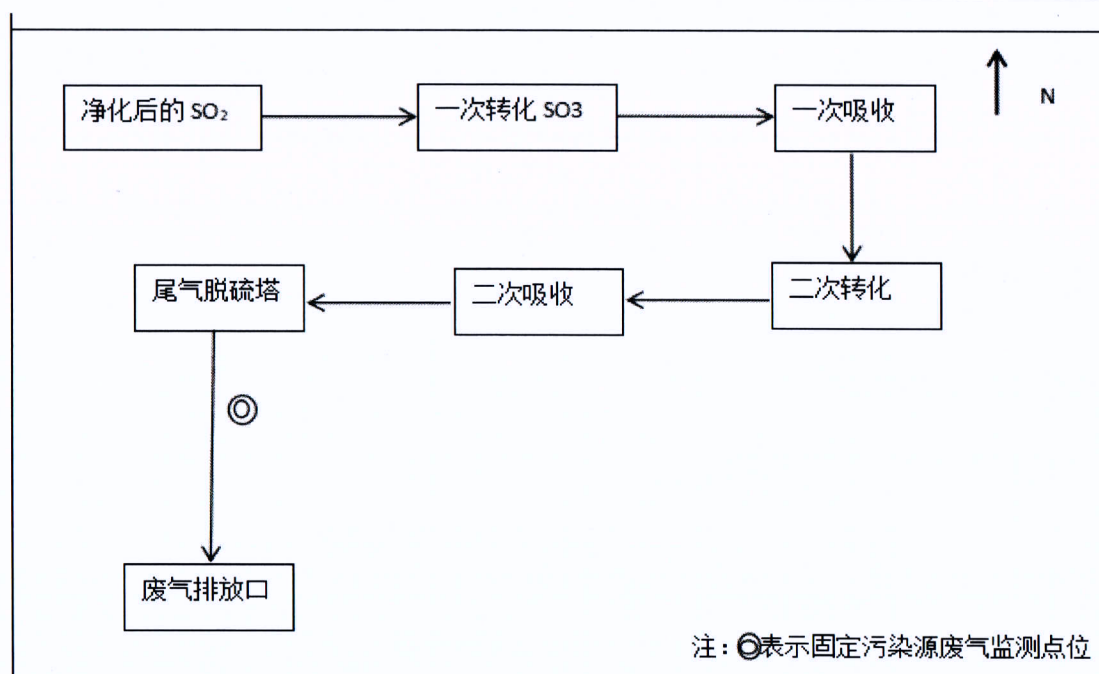 净化后的 SO₂
一次转化 SO3
一次吸收
N
尾气脱硫塔
二次吸收
二次转化
废气排放口
注：◎表示固定污染源废气监测点位